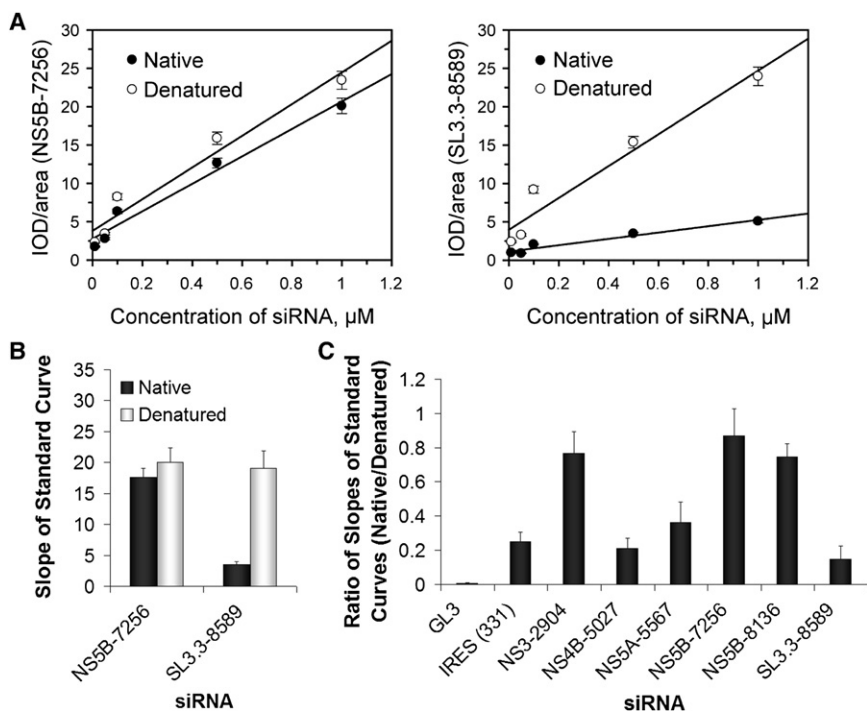 A
IOD/area (NS5B-7256)
30
25
20
15
10
5
0
Native
Denatured
0 0.2 0.4 0.6 0.8 1.0 1.2
Concentration of siRNA, µM
IOD/area (SL3.3-8589)
30
25
20
15
10
5
0
Native
Denatured
0 0.2 0.4 0.6 0.8 1.0 1.2
Concentration of siRNA, µM
B
Slope of Standard Curve
35
30
25
20
15
10
5
0
Native
Denatured
NS5B-7256
SL3.3-8589
siRNA
C
Ratio of Slopes of Standard
Curves (Native/Denatured)
1.2
1
0.8
0.6
0.4
0.2
0
GL3
IRES (331)
NS3-2904
NS4B-5027
NS5A-5567
NS5B-7256
NS5B-8136
SL3.3-8589
siRNA